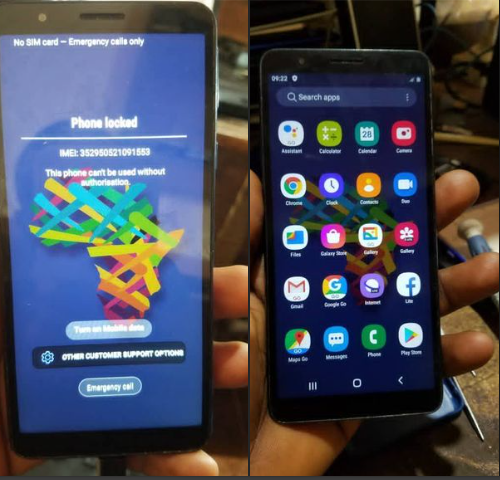 No SIM card — Emergency calls only
Phone locked
IMEI: 352950521091553
This phone can't be used without
authorisation.
Turn on Mobile data
OTHER CUSTOMER SUPPORT OPTIONS
Emergency call
09:22
Search apps
Assistant
Calculator
28
Calendar
Camera
Chrome
Clock
Contacts
Duo
Files
Galaxy Store
Gallery
Gallery
Gmail
Google Go
Internet
Lite
Maps Go
Messages
Phone
Play Store